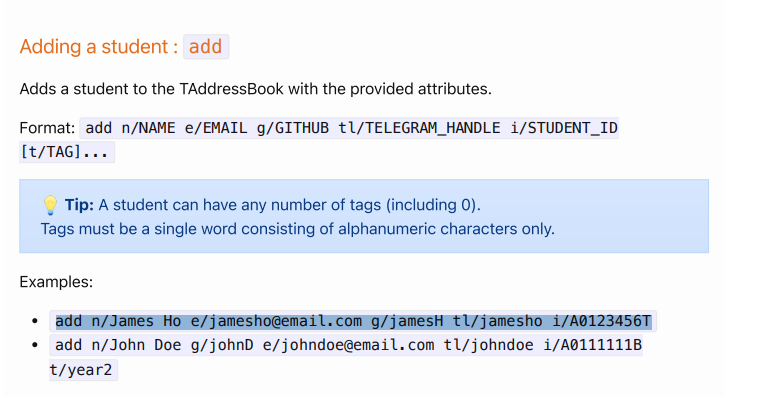 Adding a student : add
Adds a student to the TAddressBook with the provided attributes.
Format: add n/NAME e/EMAIL g/GITHUB tl/TELEGRAM_HANDLE i/STUDENT_ID
[t/TAG]...
💡 Tip: A student can have any number of tags (including 0).
Tags must be a single word consisting of alphanumeric characters only.
Examples:
• add n/James Ho e/jamesho@email.com g/jamesH tl/jamesho i/A0123456T
• add n/John Doe g/johnD e/johndoe@email.com tl/johndoe i/A0111111B
t/year2